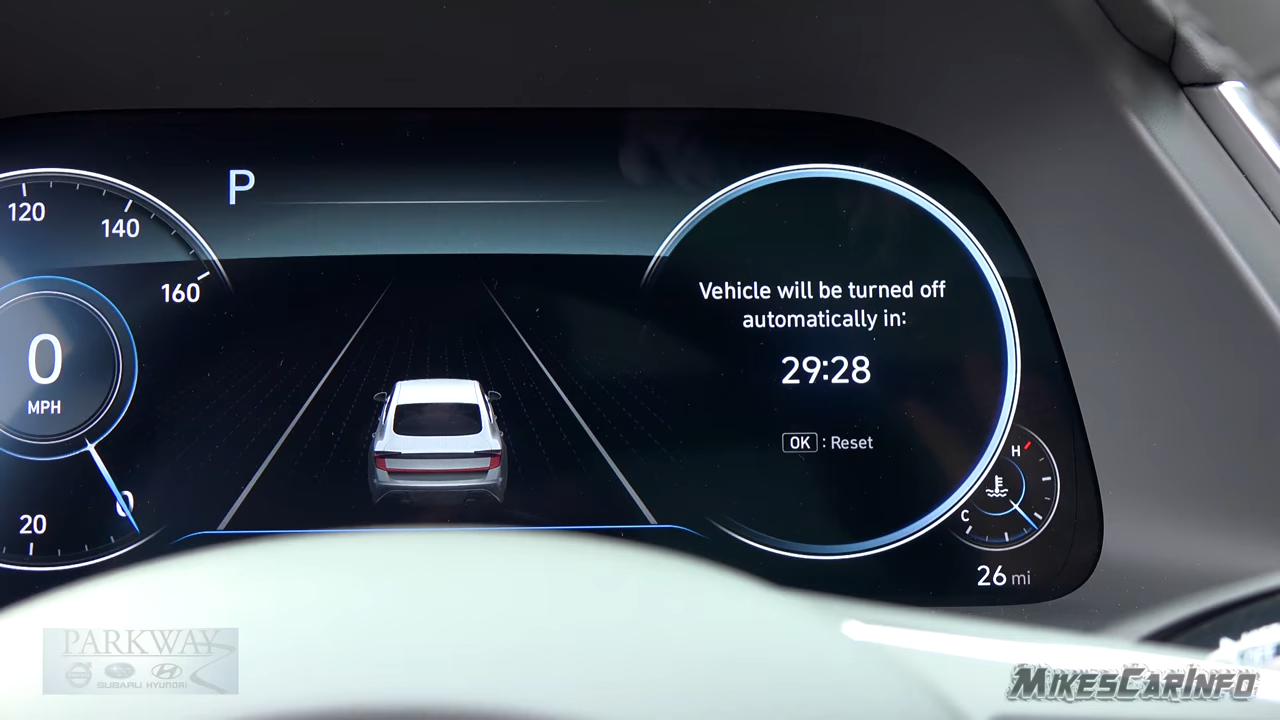 P
120
140
160
0
MPH
0
20
Vehicle will be turned off
automatically in:
29:28
OK : Reset
H
C
26 mi
PARKWAY
SUBARU HYUNDAI
MIKESCARINFO